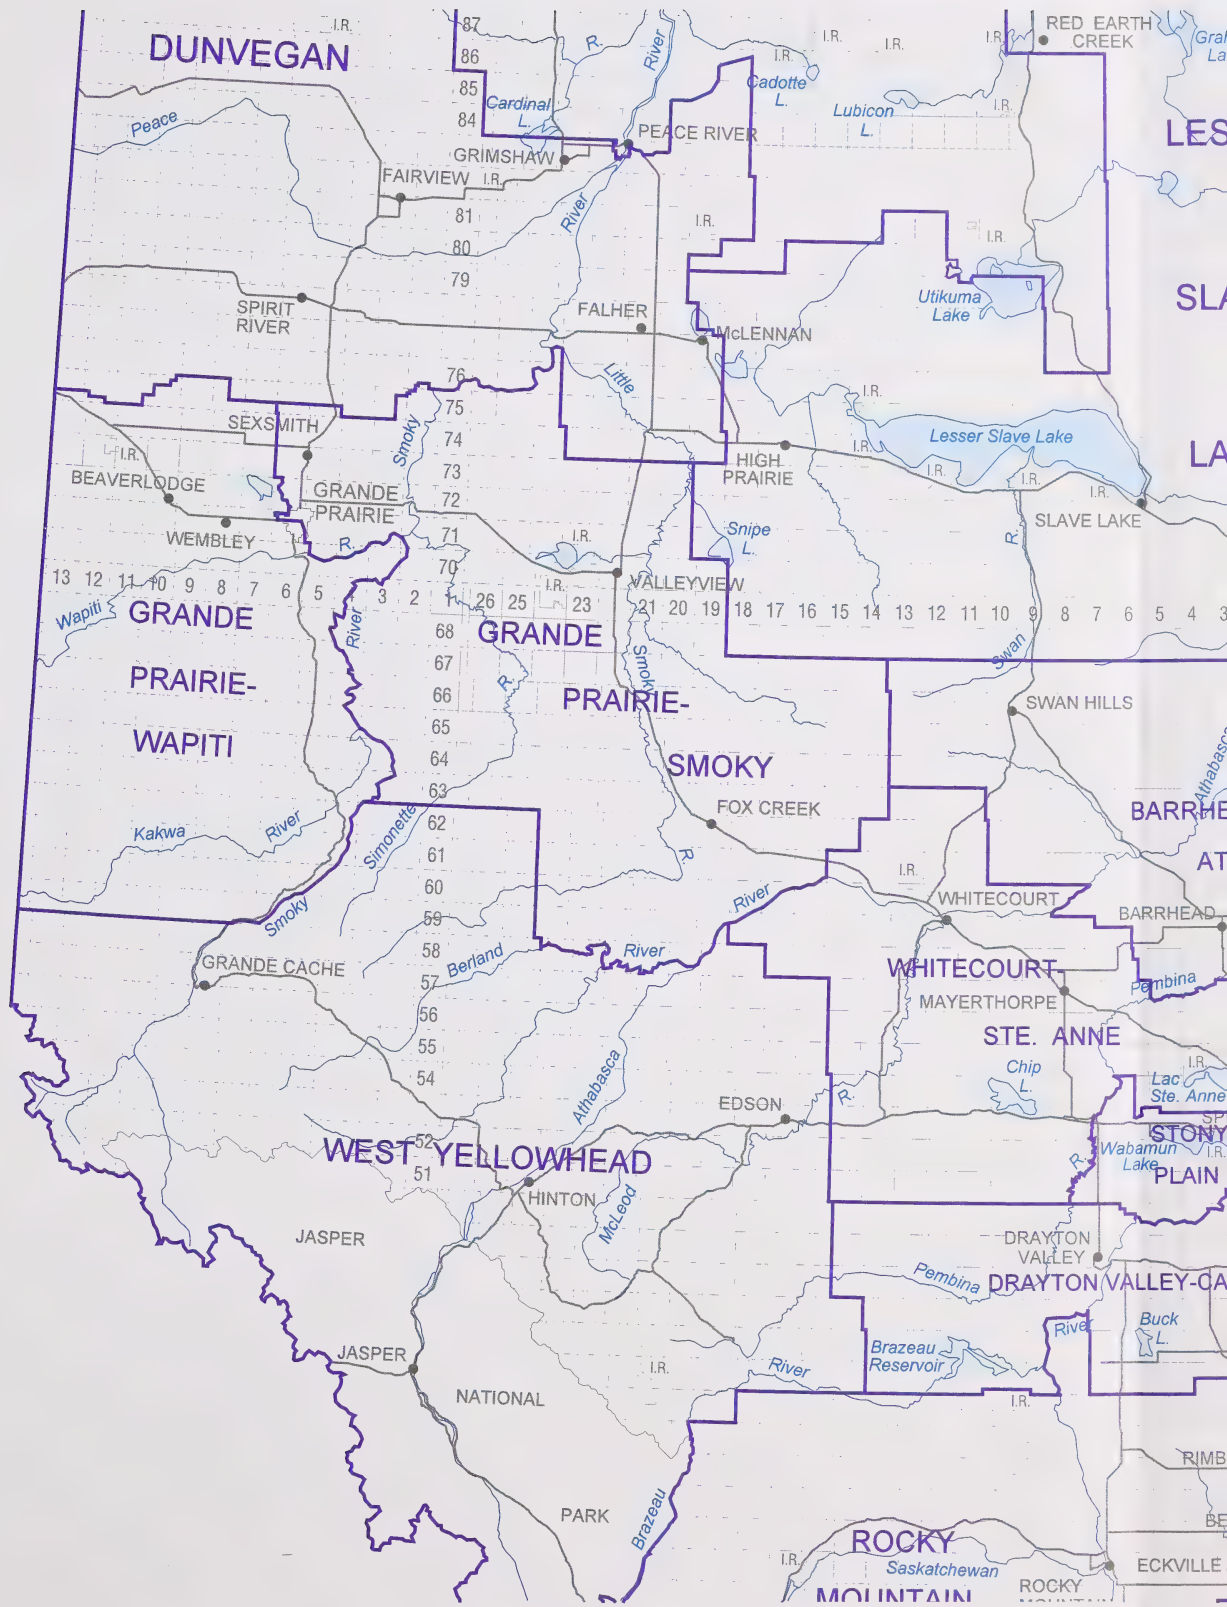 I.R.
87
R.
River
I.R.
I.R.
I.R.
RED EARTH
CREEK
DUNVEGAN
86
I.R.
Cadotte
L.
85
Cardinal
L.
Lubicon
L.
I.R.
Peace
84
PEACE RIVER
LES
GRIMSHAW
FAIRVIEW
I.R.
81
River
I.R.
80
I.R.
79
SPIRIT
RIVER
FALHER
McLENNAN
Utikuma
Lake
SLA
76
Little
75
I.R.
SEXSMITH
Smoky
74
Lesser Slave Lake
I.R.
HIGH
PRAIRIE
I.R.
LA
73
I.R.
I.R.
I.R.
BEAVERLODGE
GRANDE
PRAIRIE
72
SLAVE LAKE
WEMBLEY
R.
71
I.R.
Snipe
L.
R.
70
VALLEYVIEW
13 12 11 10 9 8 7 6 5 4 3 2 1 26 25 I.R. 23 21 20 19 18 17 16 15 14 13 12 11 10 9 8 7 6 5 4 3
Wapiti
GRANDE
River
68
GRANDE
Swan
67
Smoky
PRAIRIE-
R.
66
PRAIRIE-
SWAN HILLS
65
WAPITI
64
SMOKY
Athabasca
63
FOX CREEK
BARRHE
62
Kakwa
River
Simonette
61
R.
I.R.
AT
60
River
WHITECOURT
Smoky
59
BARRHEAD
58
Berland
River
GRANDE CACHE
57
WHITECOURT-
Pembina
MAYERTHORPE
56
STE. ANNE
55
I.R.
54
Athabasca
Chip
L.
Lac
Ste. Anne
EDSON
R.
SP
52
STONY
WEST YELLOWHEAD
Wabamun
Lake
I.R.
51
R.
PLAIN
HINTON
McLeod
JASPER
DRAYTON
VALLEY
Pembina
DRAYTON VALLEY-CA
River
Buck
L.
JASPER
Brazeau
Reservoir
I.R.
River
NATIONAL
I.R.
RIMB
Brazeau
PARK
BE
ROCKY
I.R.
Saskatchewan
ECKVILLE
ROCKY
MOUNTAIN